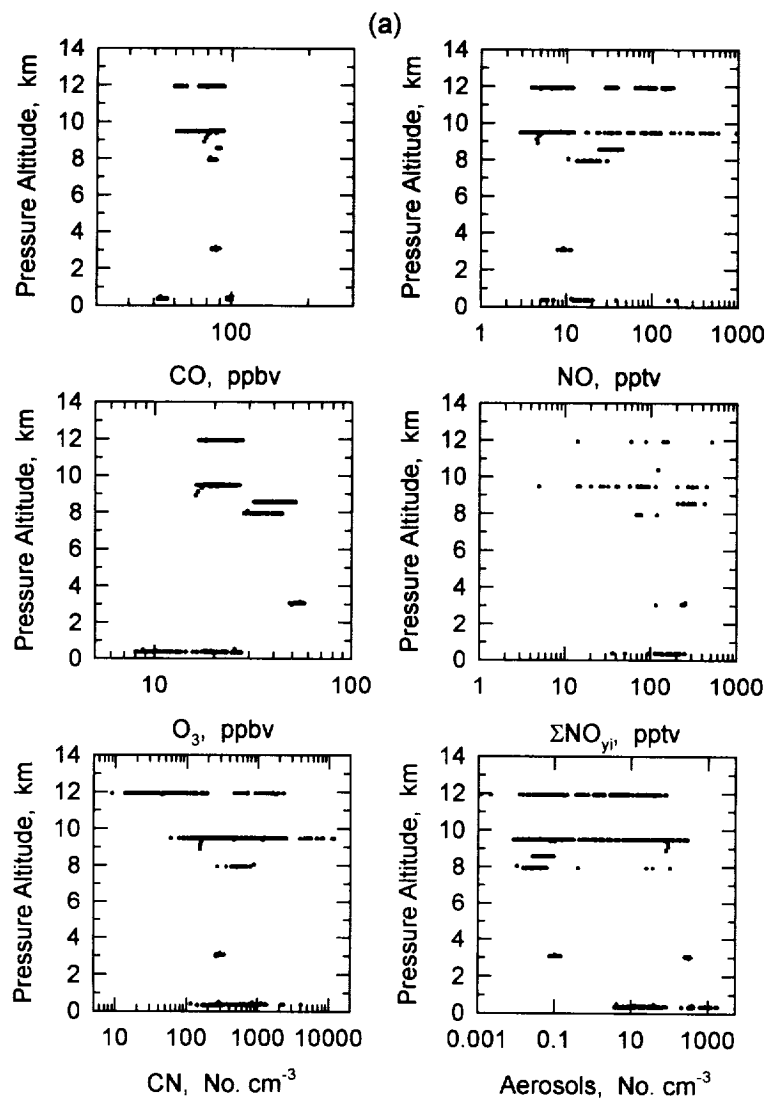 (a)
14
12
10
8
6
4
2
0
Pressure Altitude, km
100
CO, ppbv
14
12
10
8
6
4
2
0
Pressure Altitude, km
1 10 100 1000
NO, pptv
14
12
10
8
6
4
2
0
Pressure Altitude, km
10 100
O₃, ppbv
14
12
10
8
6
4
2
0
Pressure Altitude, km
1 10 100 1000
ΣNOyi, pptv
14
12
10
8
6
4
2
0
Pressure Altitude, km
10 100 1000 10000
CN, No. cm⁻³
14
12
10
8
6
4
2
0
Pressure Altitude, km
0.001 0.1 10 1000
Aerosols, No. cm⁻³